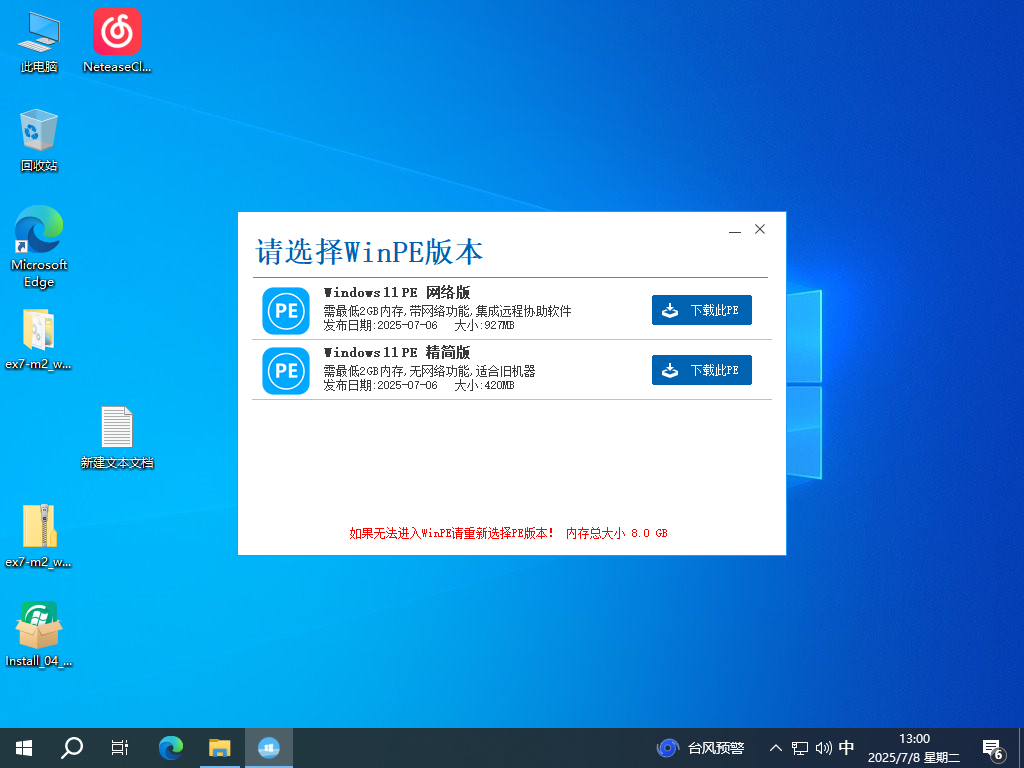 此电脑
NeteaseCl...
回收站
Microsoft
Edge
ex7-m2_w...
新建文本文档
ex7-m2_w...
Install_04_...
请选择WinPE版本
PE
Windows11PE 网络版
需最低2GB内存,带网络功能,集成远程协助软件
发布日期:2025-07-06 大小:927MB
下载此PE
PE
Windows11PE 精简版
需最低2GB内存,无网络功能,适合旧机器
发布日期:2025-07-06 大小:420MB
下载此PE
如果无法进入WinPE请重新选择PE版本! 内存总大小 8.0 GB
台风预警
中
13:00
2025/7/8 星期二
6